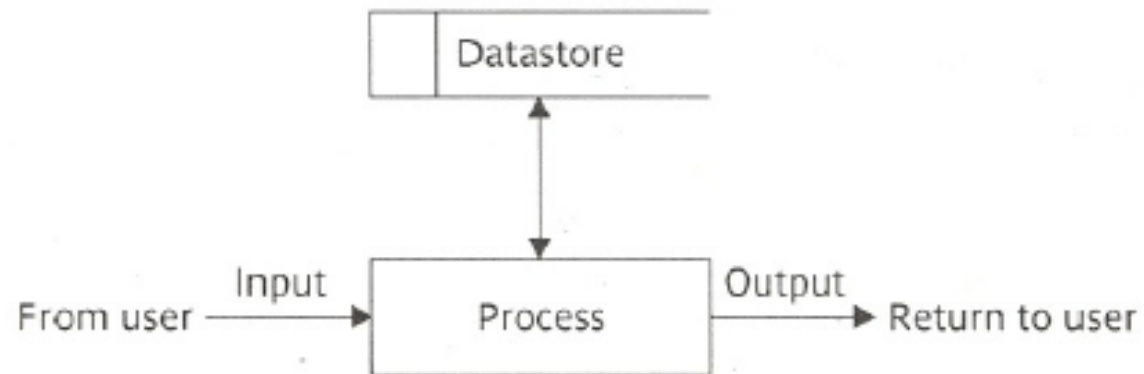 Datastore
Input
Output
From user
Process
Return to user